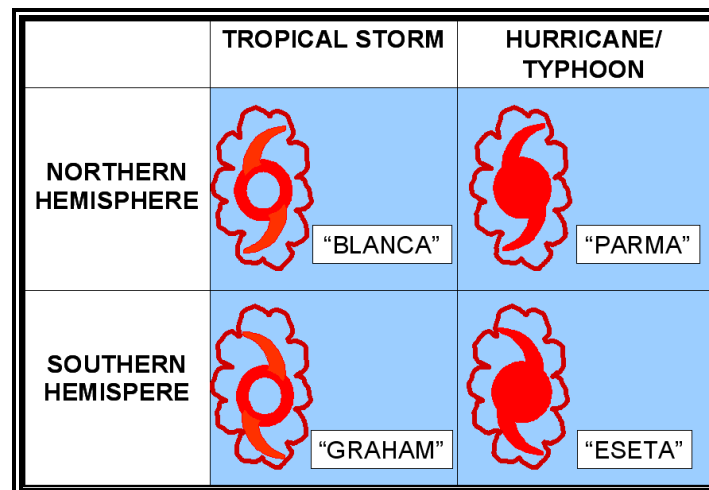 TROPICAL STORM
HURRICANE/
TYPHOON
NORTHERN
HEMISPHERE
“BLANCA”
“PARMA”
SOUTHERN
HEMISPERE
“GRAHAM”
“ESETA”